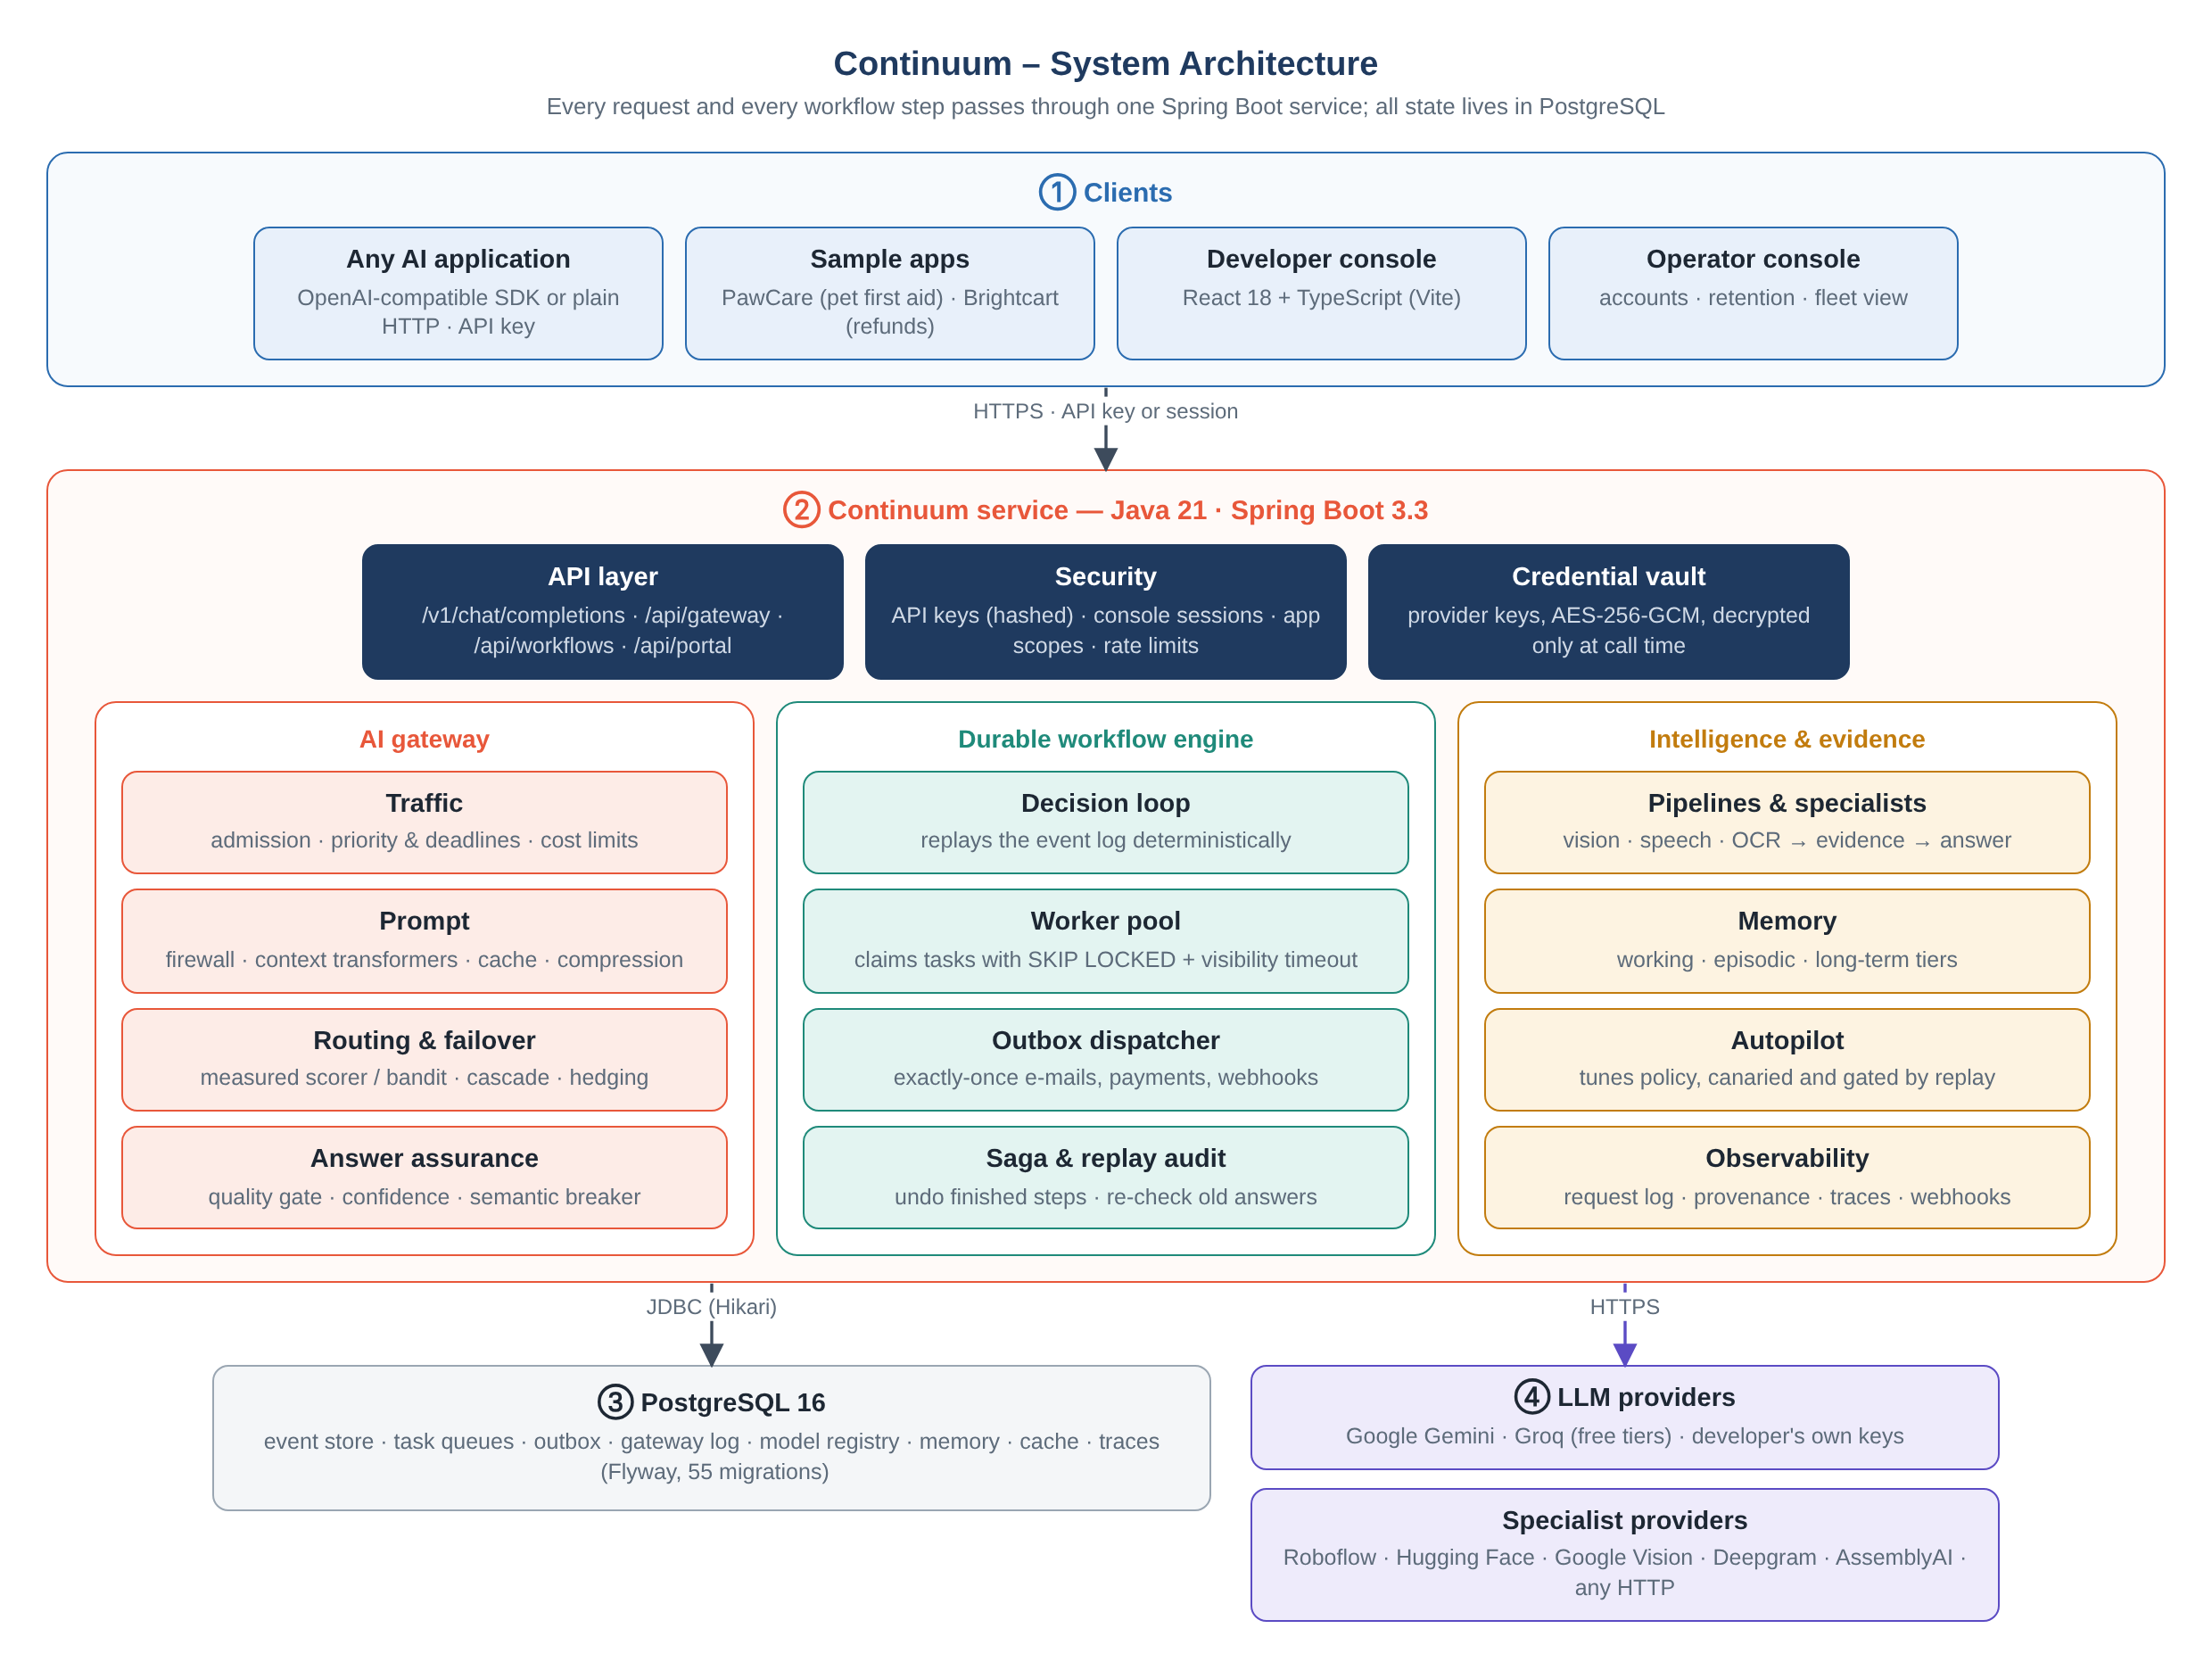 Continuum – System Architecture
Every request and every workflow step passes through one Spring Boot service; all state lives in PostgreSQL
① Clients
Any AI application
OpenAI-compatible SDK or plain
HTTP · API key
Sample apps
PawCare (pet first aid) · Brightcart
(refunds)
Developer console
React 18 + TypeScript (Vite)
Operator console
accounts · retention · fleet view
HTTPS · API key or session
② Continuum service — Java 21 · Spring Boot 3.3
API layer
/v1/chat/completions · /api/gateway ·
/api/workflows · /api/portal
Security
API keys (hashed) · console sessions · app
scopes · rate limits
Credential vault
provider keys, AES-256-GCM, decrypted
only at call time
AI gateway
Traffic
admission · priority & deadlines · cost limits
Prompt
firewall · context transformers · cache · compression
Routing & failover
measured scorer / bandit · cascade · hedging
Answer assurance
quality gate · confidence · semantic breaker
Durable workflow engine
Decision loop
replays the event log deterministically
Worker pool
claims tasks with SKIP LOCKED + visibility timeout
Outbox dispatcher
exactly-once e-mails, payments, webhooks
Saga & replay audit
undo finished steps · re-check old answers
Intelligence & evidence
Pipelines & specialists
vision · speech · OCR → evidence → answer
Memory
working · episodic · long-term tiers
Autopilot
tunes policy, canaried and gated by replay
Observability
request log · provenance · traces · webhooks
JDBC (Hikari)
HTTPS
③ PostgreSQL 16
event store · task queues · outbox · gateway log · model registry · memory · cache · traces
(Flyway, 55 migrations)
④ LLM providers
Google Gemini · Groq (free tiers) · developer's own keys
Specialist providers
Roboflow · Hugging Face · Google Vision · Deepgram · AssemblyAI ·
any HTTP